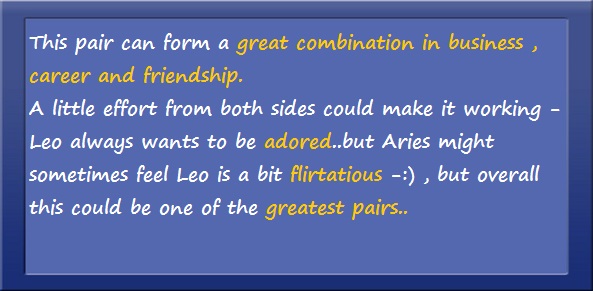 This pair can form a great combination in business ,
career and friendship.
A little effort from both sides could make it working -
Leo always wants to be adored..but Aries might
sometimes feel Leo is a bit flirtatious -:) , but overall
this could be one of the greatest pairs..